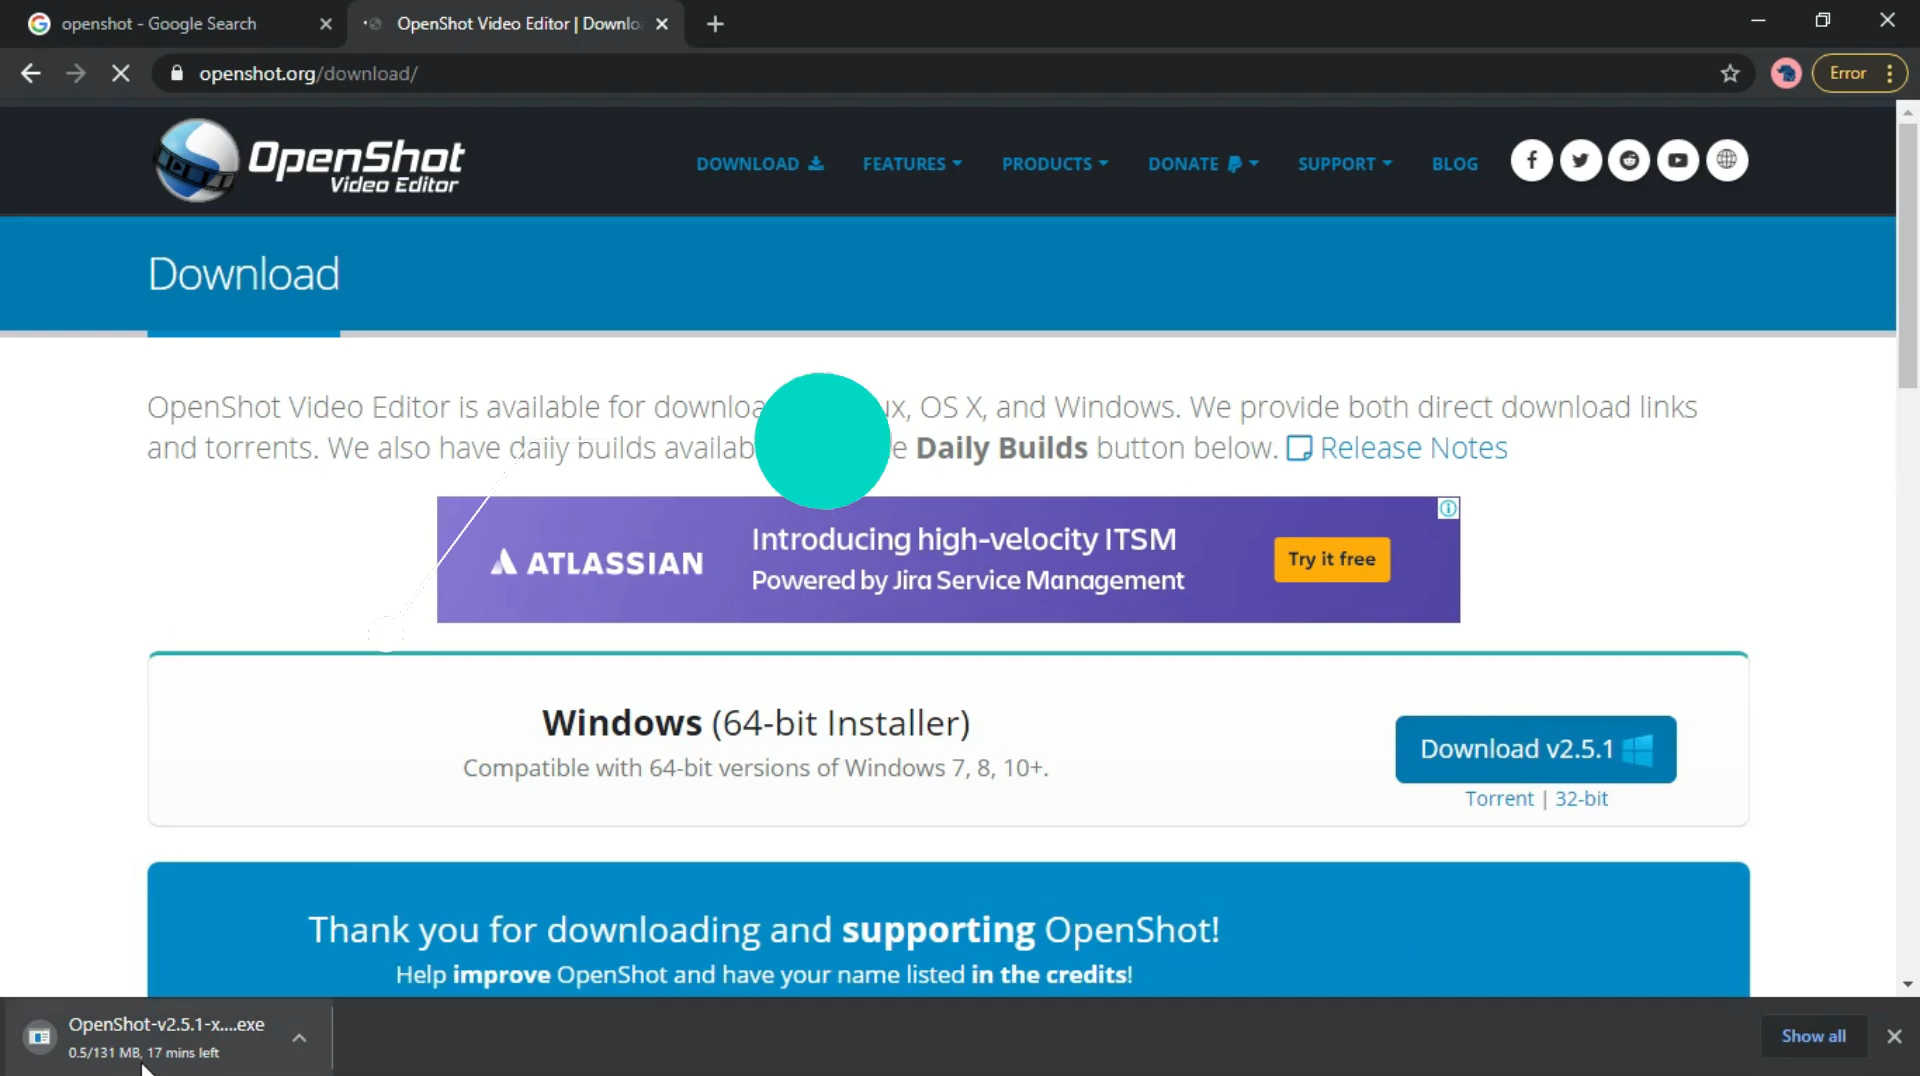 openshot - Google Search
OpenShot Video Editor | Downlo
openshot.org/download/
Error
OpenShot
Video Editor
DOWNLOAD
FEATURES
PRODUCTS
DONATE
SUPPORT
BLOG
Download
OpenShot Video Editor is available for downloa ux, OS X, and Windows. We provide both direct download links
and torrents. We also have daily builds availab e Daily Builds button below. Release Notes
ATLASSIAN
Introducing high-velocity ITSM
Powered by Jira Service Management
Try it free
Windows (64-bit Installer)
Compatible with 64-bit versions of Windows 7, 8, 10+.
Download v2.5.1
Torrent | 32-bit
Thank you for downloading and supporting OpenShot!
Help improve OpenShot and have your name listed in the credits!
OpenShot-v2.5.1-x....exe
0.5/131 MB, 17 mins left
Show all